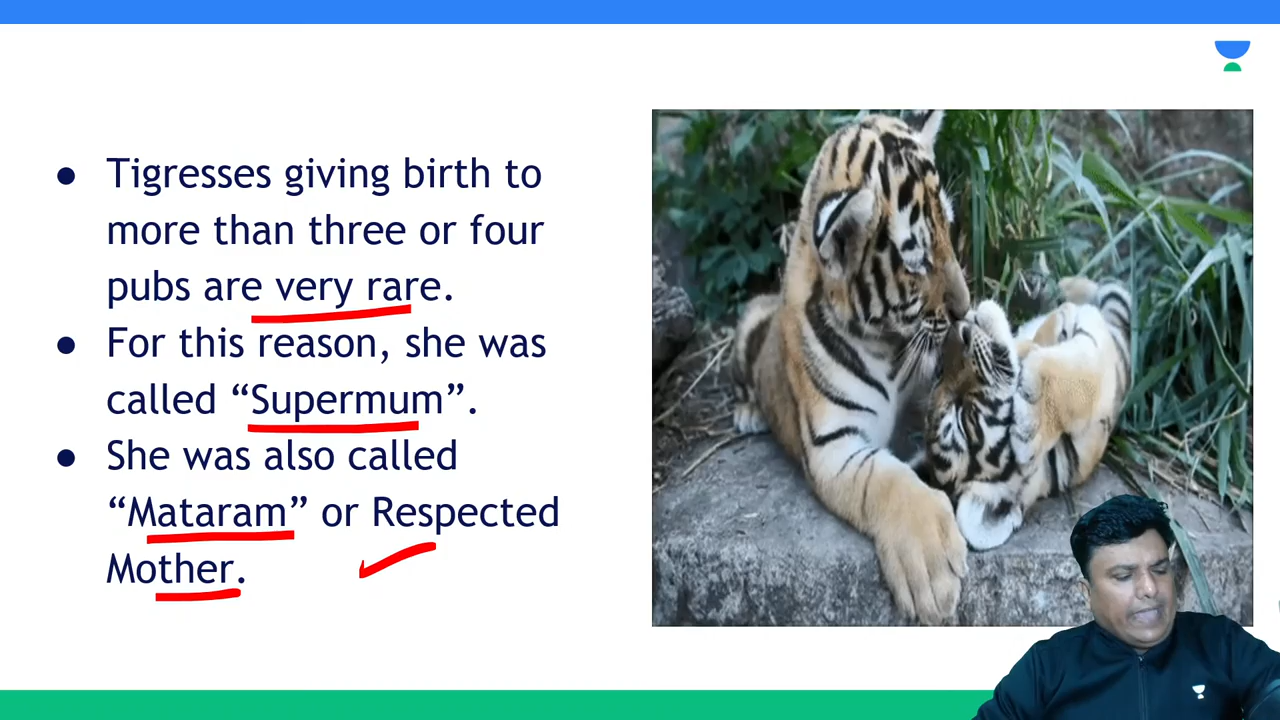 ● Tigresses giving birth to
more than three or four
pubs are very rare.
● For this reason, she was
called “Supermum”.
● She was also called
“Mataram” or Respected
Mother.